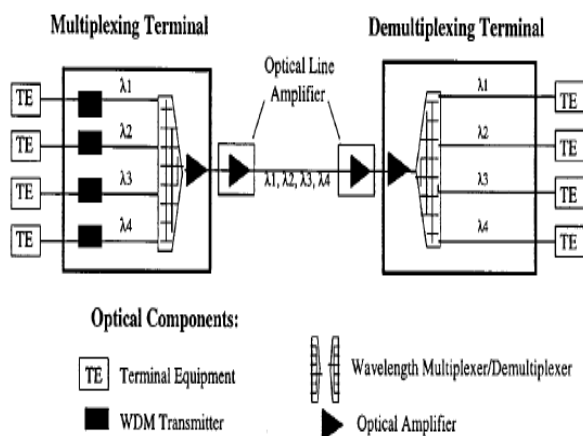 Multiplexing Terminal
Demultiplexing Terminal
Optical Line
Amplifier
TE λ1 λ1 TE
TE λ2 λ2 TE
TE λ3 λ1, λ2, λ3, λ4 λ3 TE
TE λ4 λ4 TE
Optical Components:
TE Terminal Equipment
Wavelength Multiplexer/Demultiplexer
WDM Transmitter
Optical Amplifier